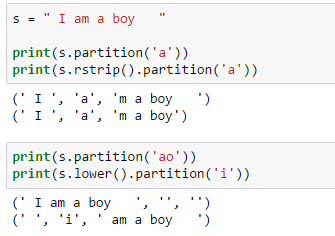 s = " I am a boy   "
print(s.partition('a'))
print(s.rstrip().partition('a'))
(' I ', 'a', 'm a boy   ')
(' I ', 'a', 'm a boy')
print(s.partition('ao'))
print(s.lower().partition('i'))
(' I am a boy   ', '', '')
(' ', 'i', ' am a boy   ')